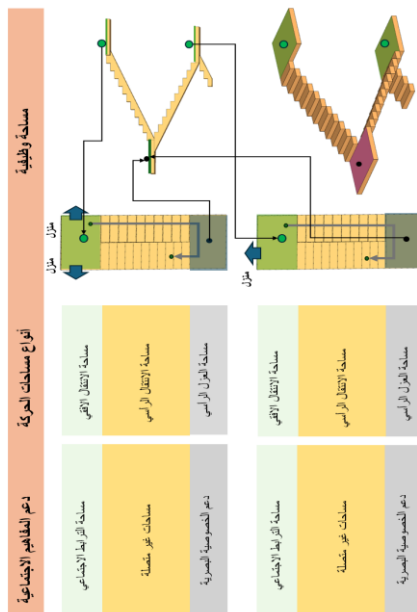 مساحة وظيفية
أنواع مساحات الحركة
دعم المفاهيم الاجتماعية
منزل
منزل
مساحة الانتقال الافقي
مساحة الانتقال الرأسي
مساحة العزل الرأسي
مساحة الترابط الاجتماعي
مساحات غير متصلة
دعم الخصوصية البصرية
منزل
مساحة الانتقال الافقي
مساحة الانتقال الرأسي
مساحة العزل الرأسي
مساحة الترابط الاجتماعي
مساحات غير متصلة
دعم الخصوصية البصرية